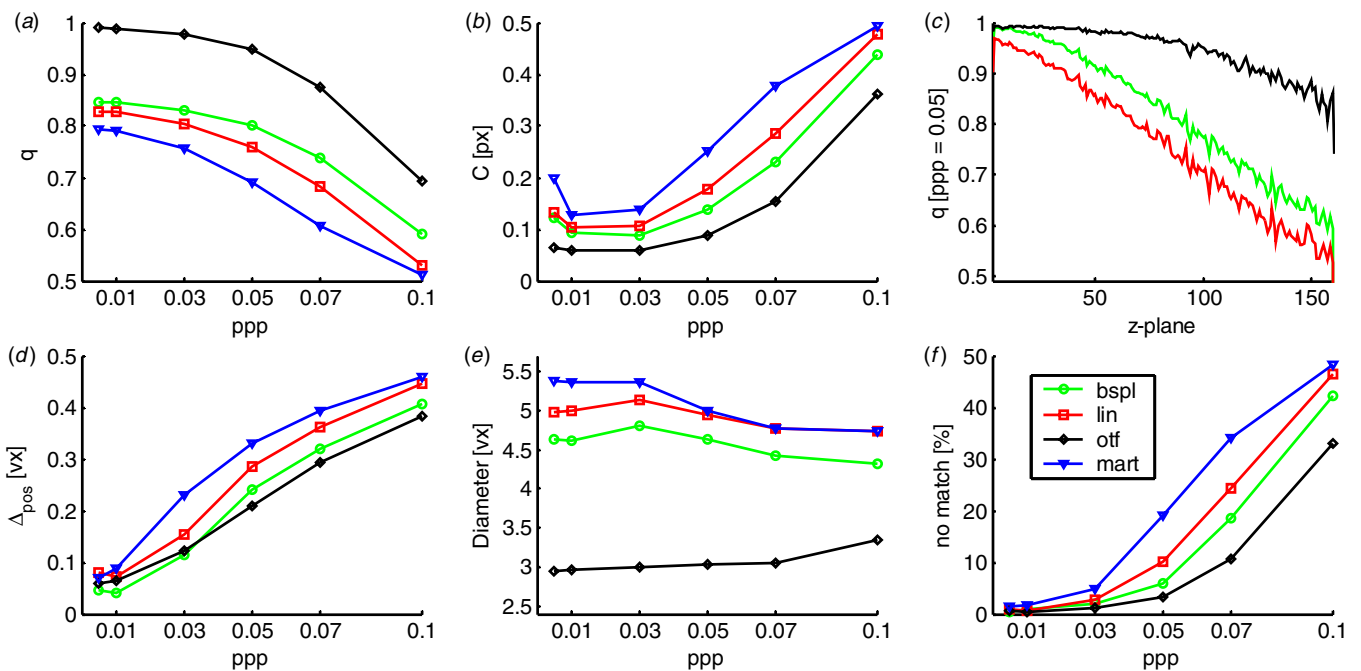 (a)
1
0.9
0.8
0.7
0.6
0.5
q
0.01 0.03 0.05 0.07 0.1
ppp
(b)
0.5
0.4
0.3
0.2
0.1
0
C [px]
0.01 0.03 0.05 0.07 0.1
ppp
(c)
1
0.9
0.8
0.7
0.6
0.5
q [ppp = 0.05]
50 100 150
z-plane
(d)
0.5
0.4
0.3
0.2
0.1
0
Δpos [vx]
0.01 0.03 0.05 0.07 0.1
ppp
(e)
5.5
5
4.5
4
3.5
3
2.5
Diameter [vx]
0.01 0.03 0.05 0.07 0.1
ppp
(f)
50
40
30
20
10
0
no match [%]
bspl
lin
otf
mart
0.01 0.03 0.05 0.07 0.1
ppp